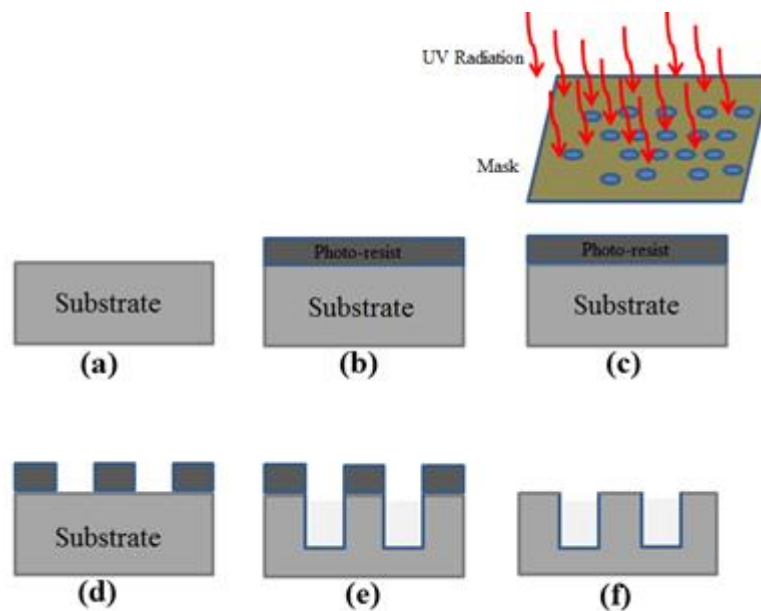 UV Radiation
Mask
Photo-resist
Photo-resist
Substrate
Substrate
Substrate
(a)
(b)
(c)
Substrate
(d)
(e)
(f)